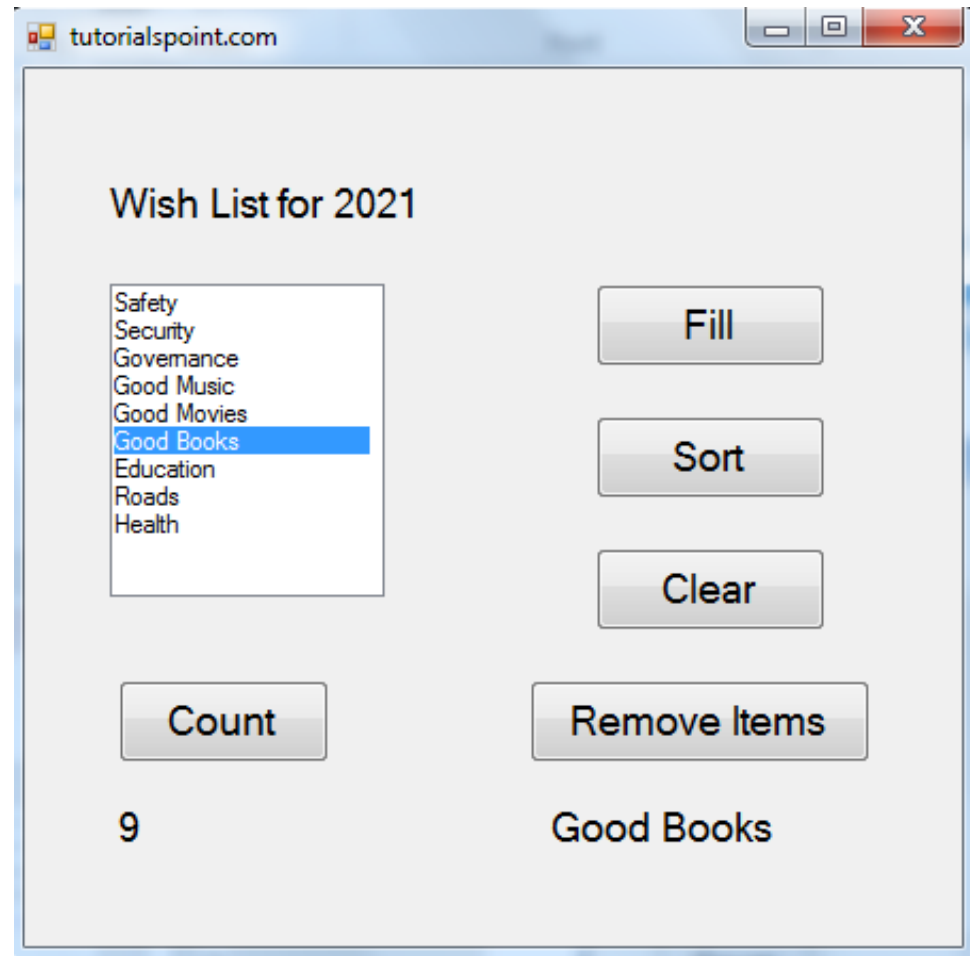 tutorialspoint.com
Wish List for 2021
Safety
Security
Governance
Good Music
Good Movies
Good Books
Education
Roads
Health
Fill
Sort
Clear
Count
Remove Items
9
Good Books